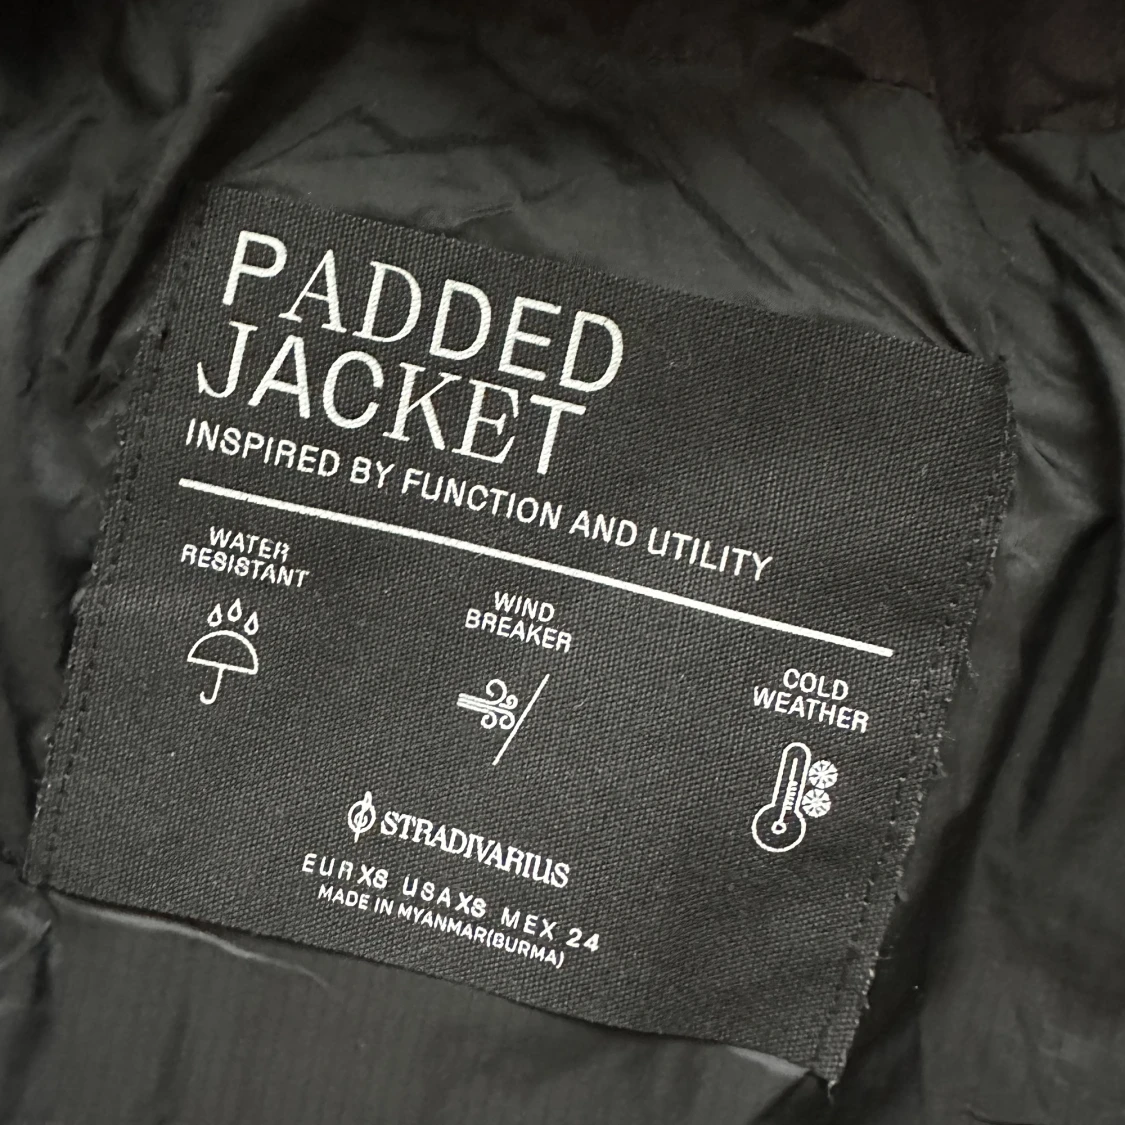 PADDED
JACKET
INSPIRED BY FUNCTION AND UTILITY
WATER
RESISTANT
WIND
BREAKER
COLD
WEATHER
STRADIVARIUS
EUR XS USA XS MEX 24
MADE IN MYANMAR(BURMA)